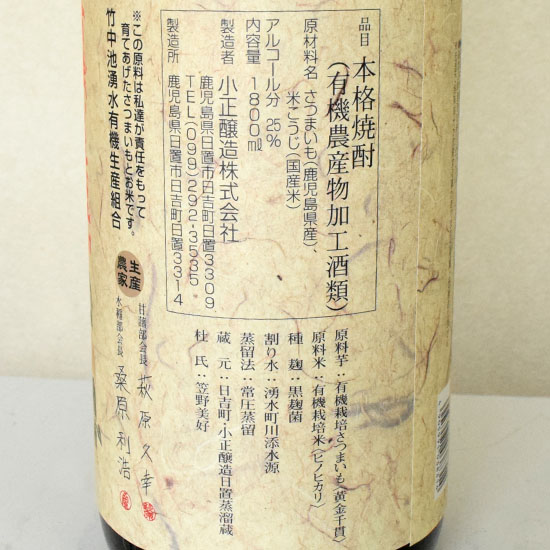 品目 本格焼酎
(有機農産物加工酒類)
原材料名 さつまいも(鹿児島県産)、
米こうじ(国産米)
アルコール分 25%
内容量 1800ml
製造者 小正醸造株式会社
鹿児島県日置市日吉町日置3309
TEL(099)292-3535
製造所 鹿児島県日置市日吉町日置3314
原料芋:有機栽培さつまいも(黄金千貫)
原料米:有機栽培米(ヒノヒカリ)
種麹:黒麹菌
割り水:湧水町川添水源
蒸留法:常圧蒸留
蔵元:日吉町・小正醸造日置蒸溜蔵
杜氏:笠野美好
※この原料は私達が責任をもって
育てあげたさつまいもとお米です。
竹中池湧水有機生産組合
生産
農家
甘藷部会長 萩原久幸
水稲部会長 桑原利浩